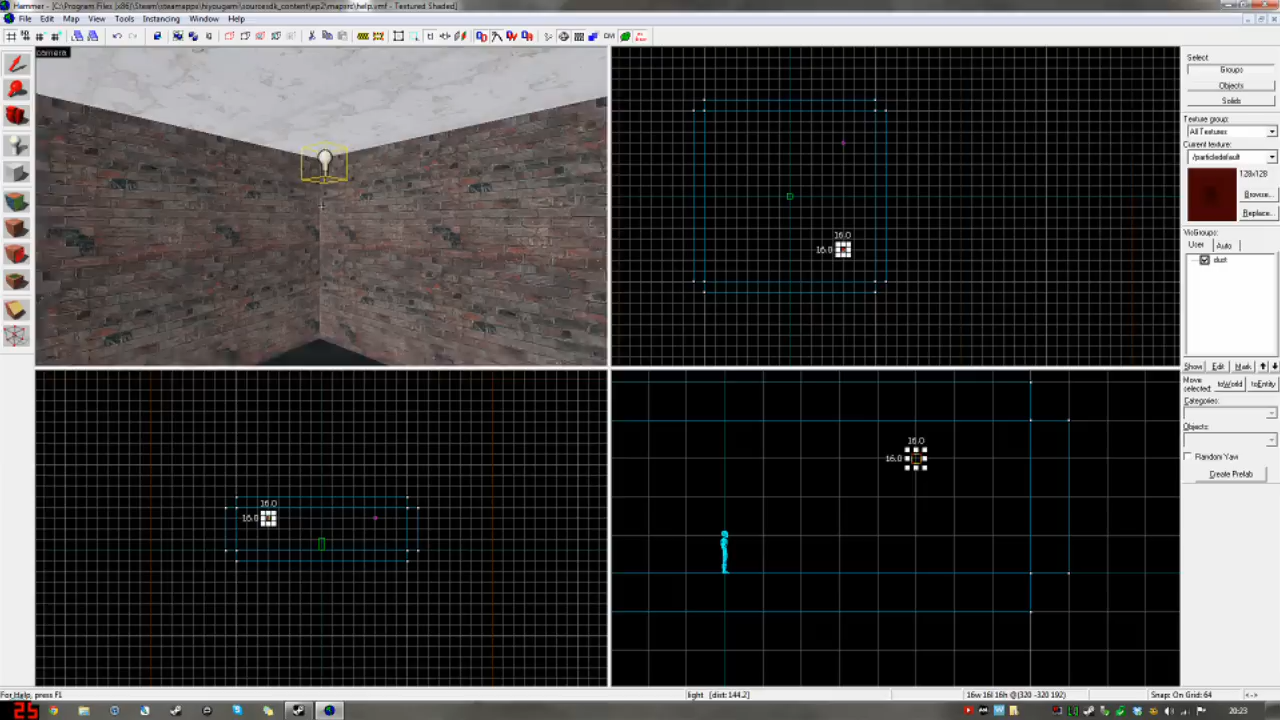 Hammer - [C:\Program Files (x86)\Steam\steamapps\hiyougami\sourcesdk_content\ep2\mapsrc\help.vmf - Textured Shaded]
File Edit Map View Tools Instancing Window Help
camera
Select:
Groups
Objects
Solids
Texture group:
All Textures
Current texture:
/particledefault
128x128
Browse...
Replace...
VisGroups:
User Auto
dust
Show Edit Mark
Move selected:
toWorld toEntity
Categories:
Objects:
Random Yaw
Create Prefab
16.0
16.0
16.0
16.0
16.0
16.0
For Help, press F1
light [dist: 144.2]
16w 16l 16h @(320 -320 192)
Snap: On Grid: 64
<->
25
20:23